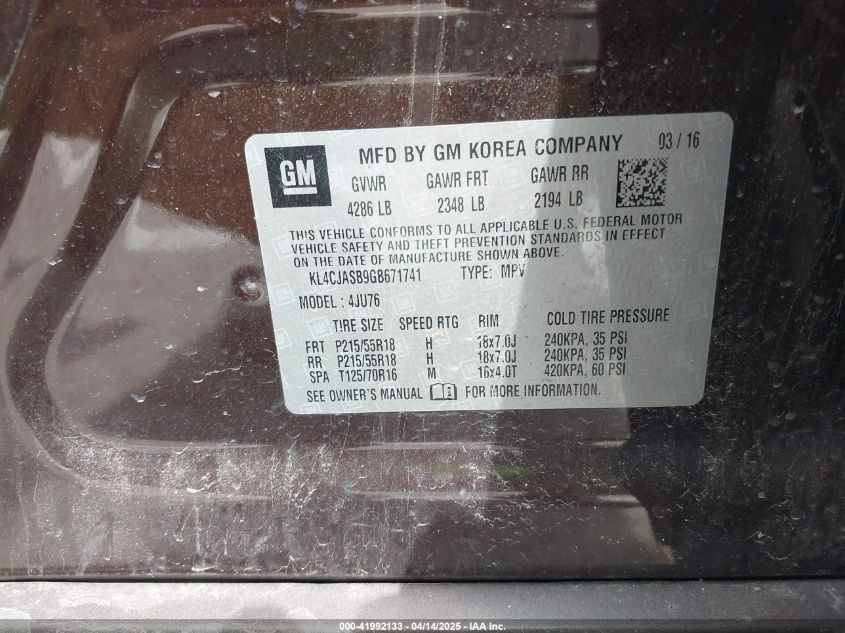 GM
MFD BY GM KOREA COMPANY 03 / 16
GVWR GAWR FRT GAWR RR
4286 LB 2348 LB 2194 LB
THIS VEHICLE CONFORMS TO ALL APPLICABLE U.S. FEDERAL MOTOR
VEHICLE SAFETY AND THEFT PREVENTION STANDARDS IN EFFECT
ON THE DATE OF MANUFACTURE SHOWN ABOVE.
KL4CJASB9GB671741 TYPE: MPV
MODEL : 4JU76
TIRE SIZE SPEED RTG RIM COLD TIRE PRESSURE
FRT P215/55R18 H 18x7.0J 240KPA, 35 PSI
RR P215/55R18 H 18x7.0J 240KPA, 35 PSI
SPA T125/70R16 M 16x4.0T 420KPA, 60 PSI
SEE OWNER'S MANUAL FOR MORE INFORMATION.
000-41992133 - 04/14/2025 - IAA Inc.